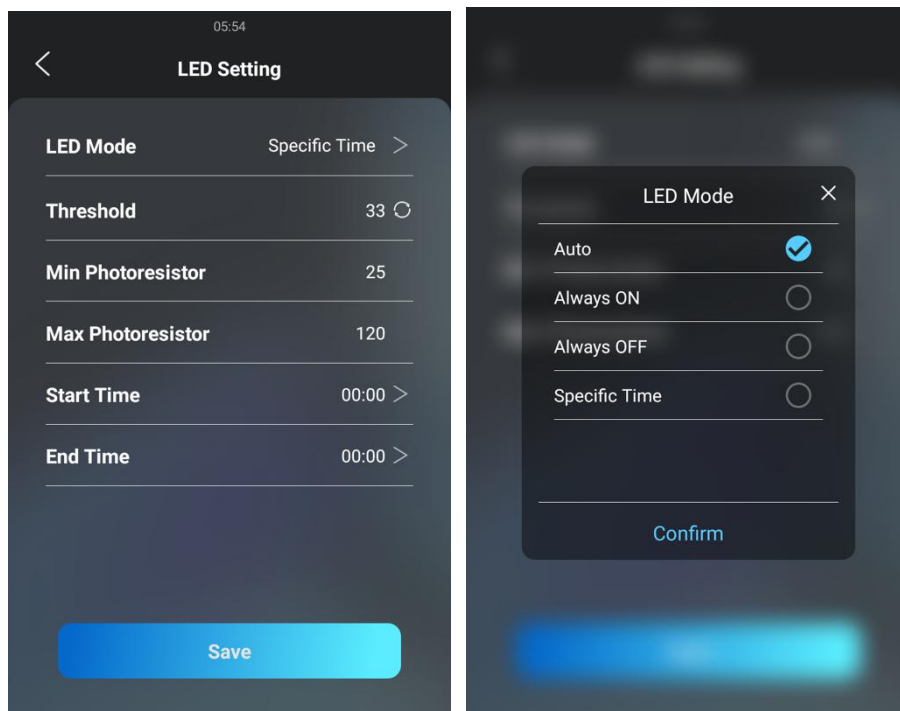 05:54
LED Setting
LED Mode Specific Time
Threshold 33
Min Photoresistor 25
Max Photoresistor 120
Start Time 00:00
End Time 00:00
Save
LED Mode
Auto
Always ON
Always OFF
Specific Time
Confirm